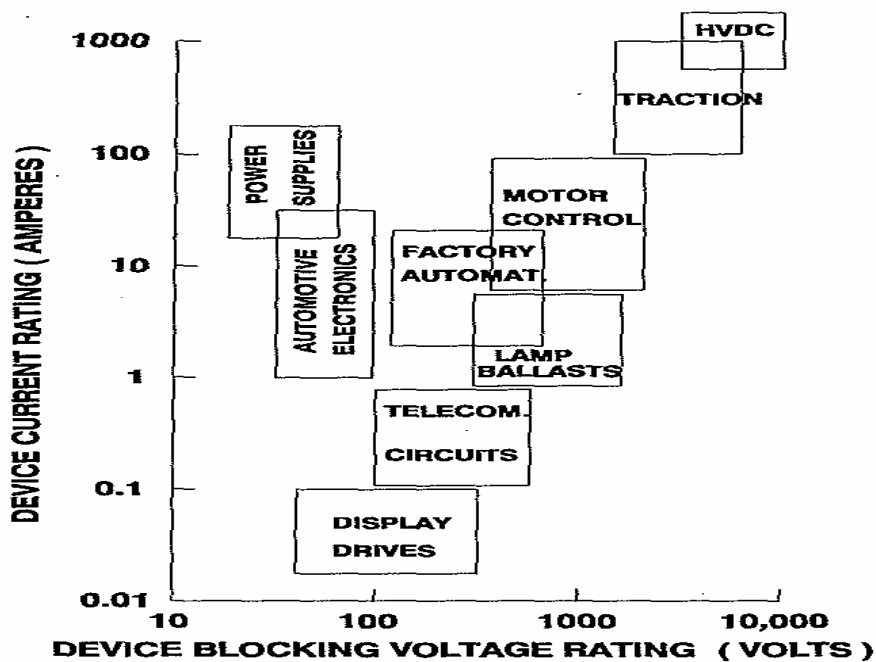 HVDC
1000
TRACTION
POWER
SUPPLIES
100
MOTOR
CONTROL
FACTORY
AUTOMAT.
10
AUTOMOTIVE
ELECTRONICS
LAMP
BALLASTS
1
TELECOM.
CIRCUITS
0.1
DISPLAY
DRIVES
0.01
10
100
1000
10,000
DEVICE CURRENT RATING ( AMPERES )
DEVICE BLOCKING VOLTAGE RATING ( VOLTS )